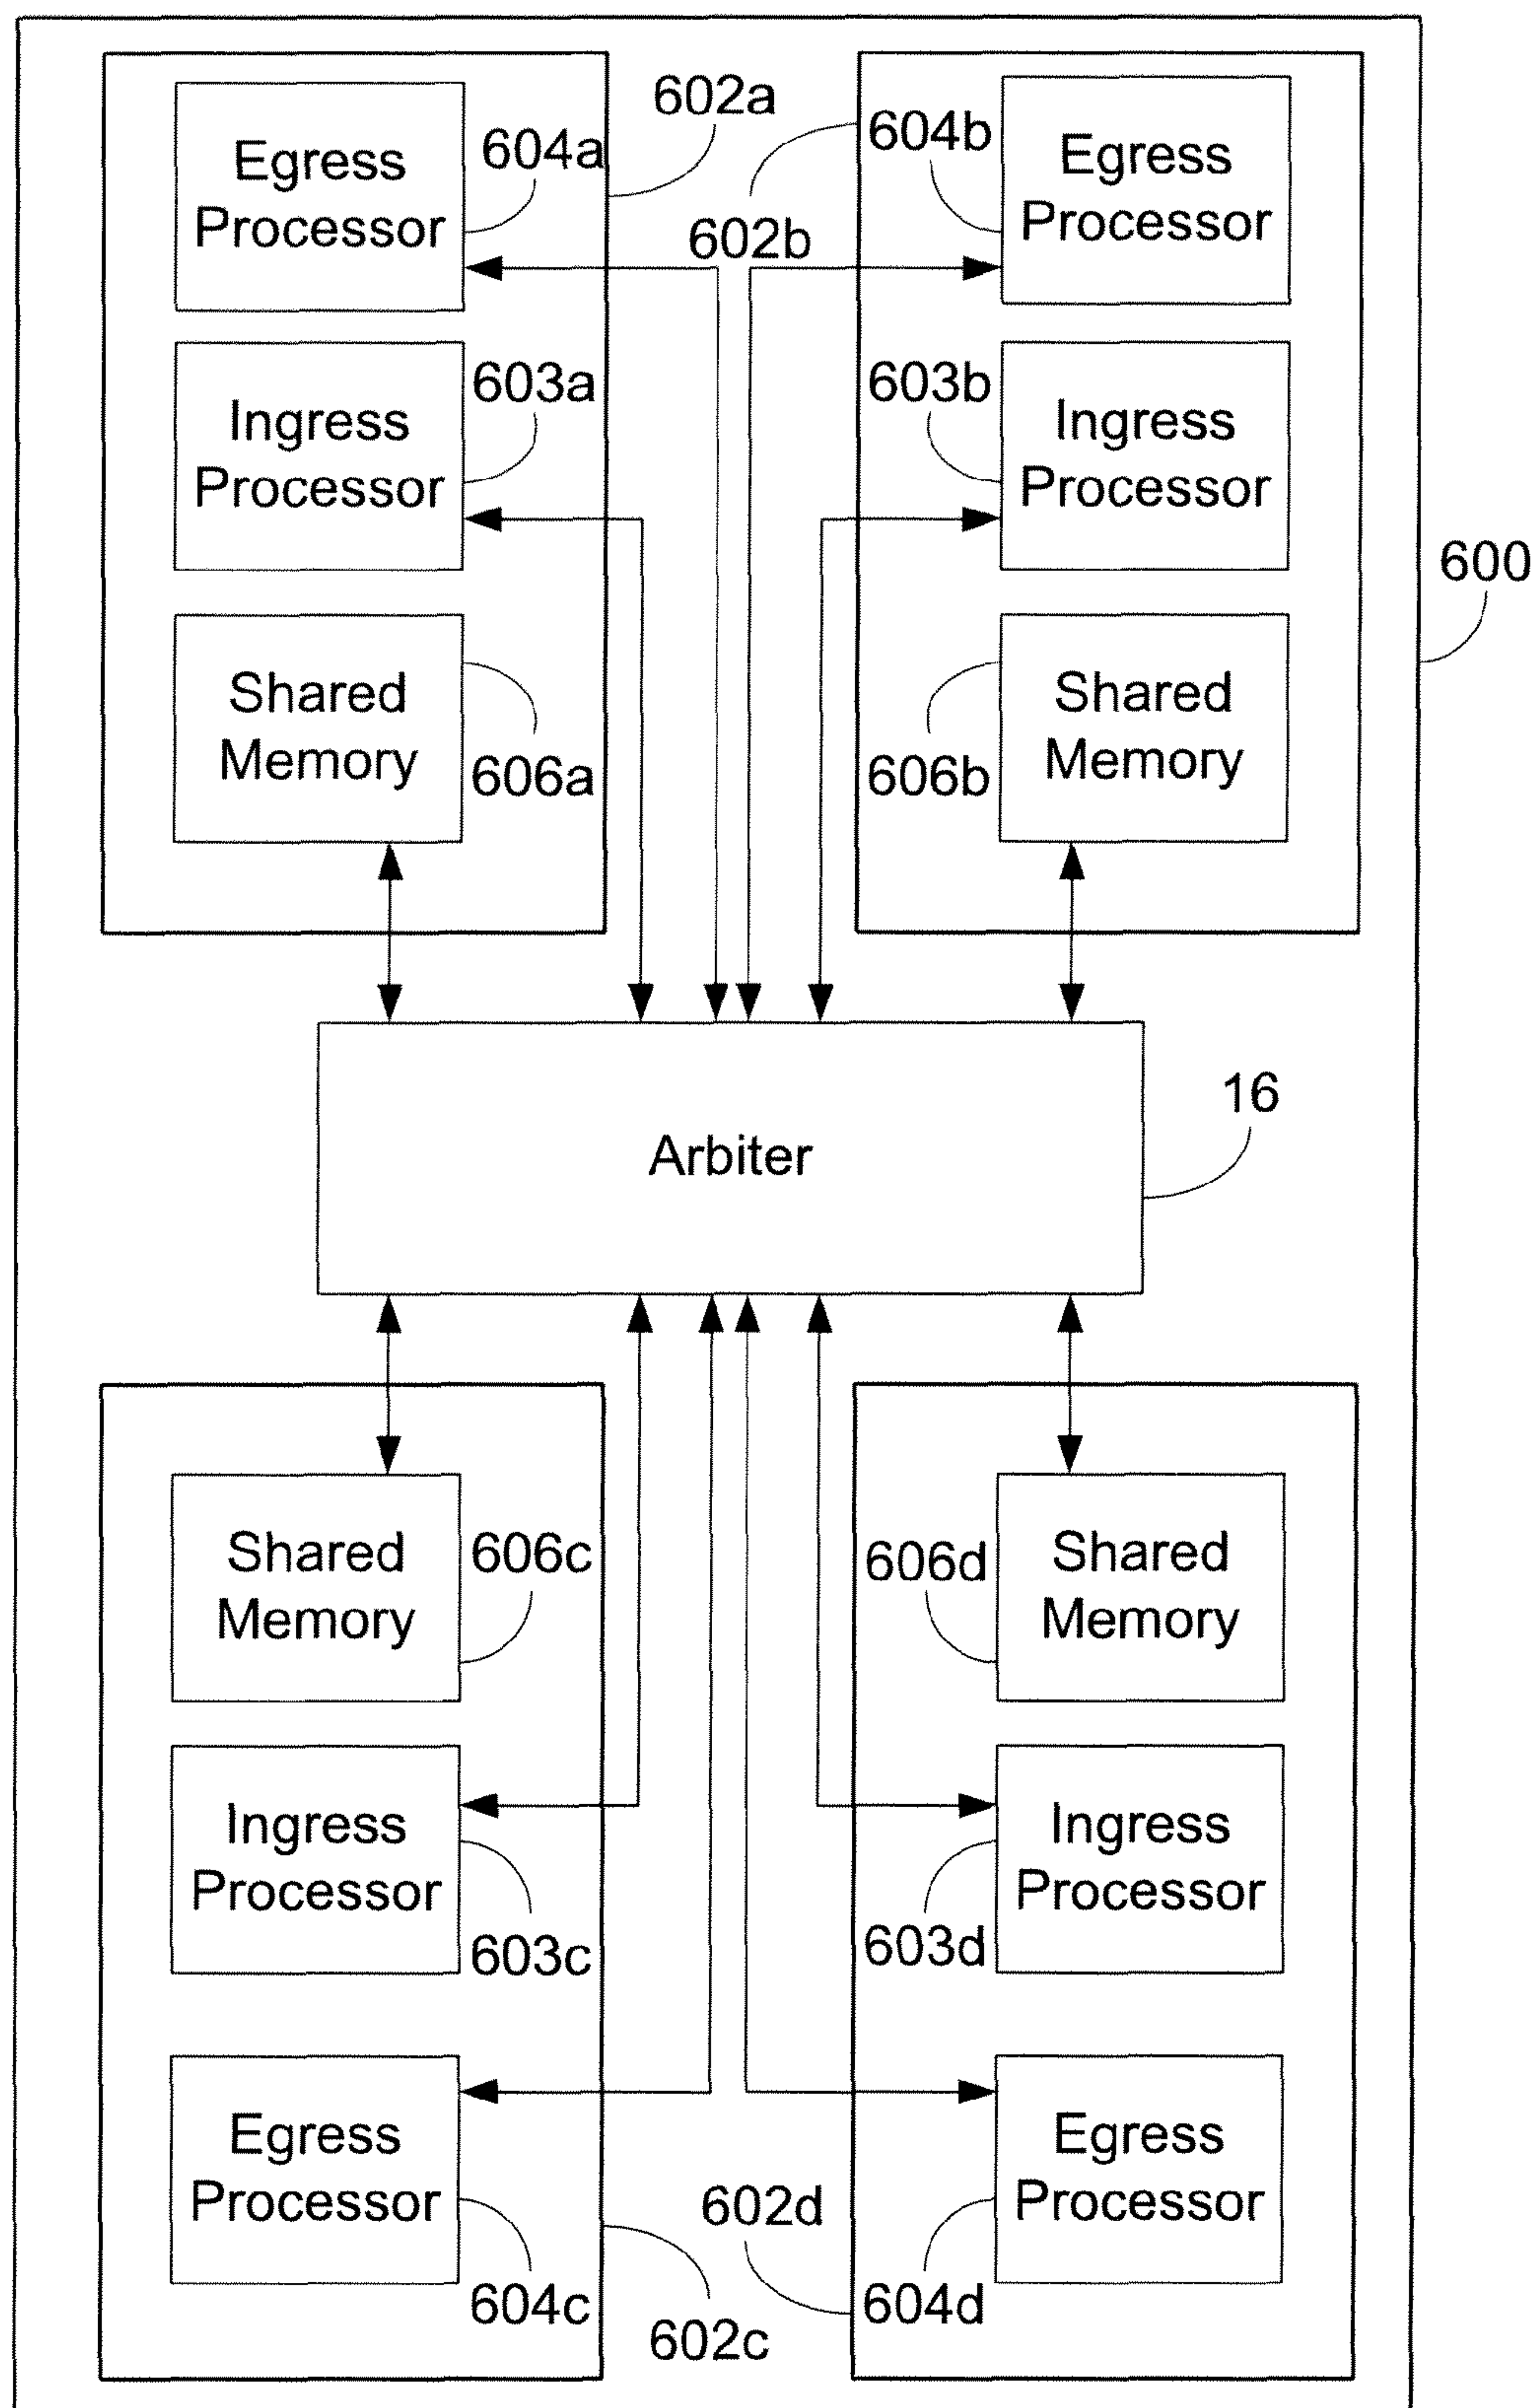 602a
604a
Egress
Processor
602b
604b
Egress
Processor
603a
Ingress
Processor
603b
Ingress
Processor
600
Shared
Memory
606a
Shared
Memory
606b
16
Arbiter
Shared
Memory
606c
Shared
Memory
606d
Ingress
Processor
603c
Ingress
Processor
603d
Egress
Processor
604c
602c
602d
Egress
Processor
604d